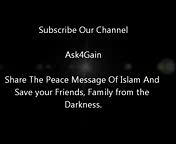 Subscribe Our Channel
Ask4Gain
Share The Peace Message Of Islam And
Save your Friends, Family from the
Darkness.